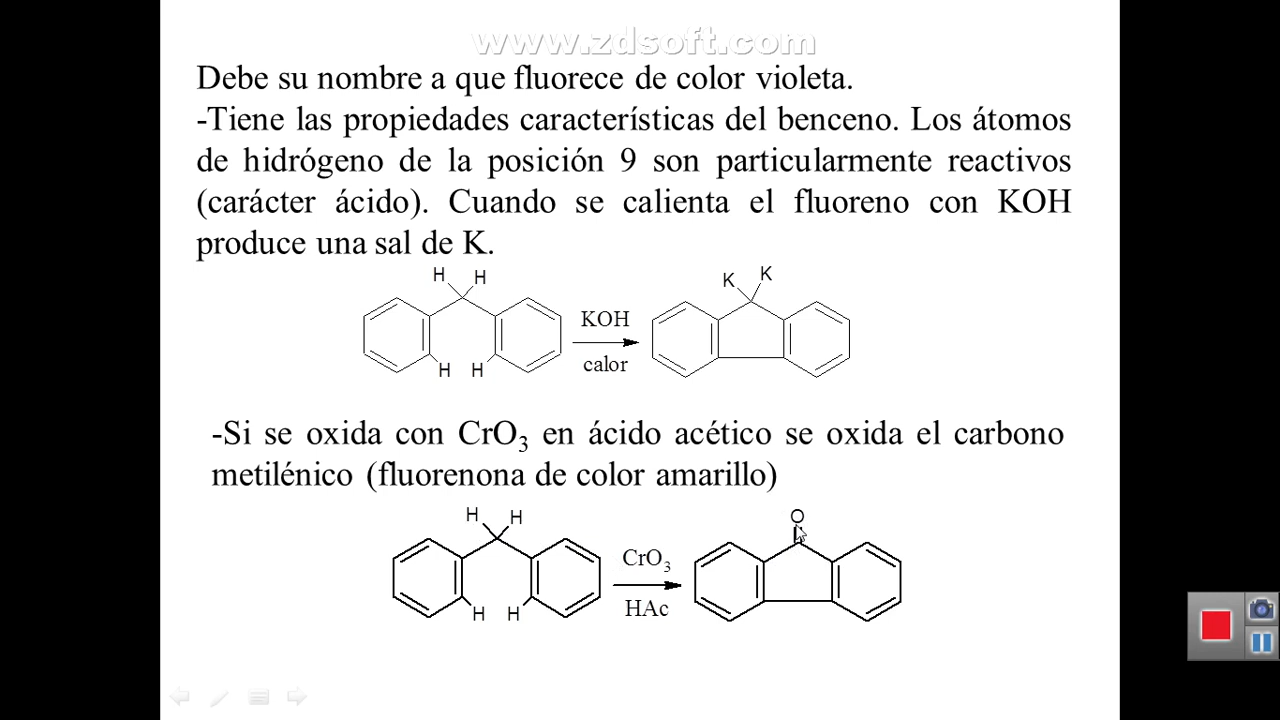 www.zdsoft.com
Debe su nombre a que fluorece de color violeta.
-Tiene las propiedades características del benceno. Los átomos
de hidrógeno de la posición 9 son particularmente reactivos
(carácter ácido). Cuando se calienta el fluoreno con KOH
produce una sal de K.
H H K K
KOH
calor
H H
-Si se oxida con CrO₃ en ácido acético se oxida el carbono
metilénico (fluorenona de color amarillo)
H H O
CrO₃
HAc
H H